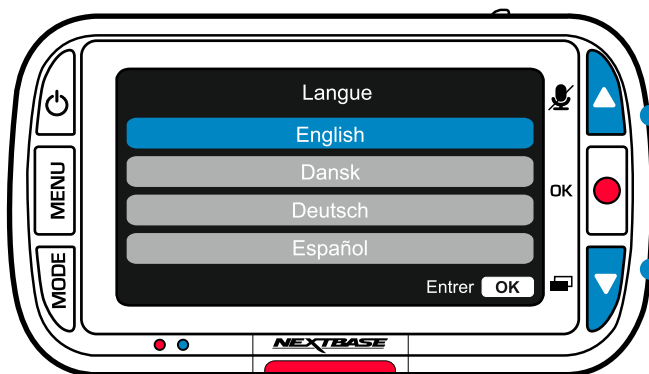 Langue
English
Dansk
Deutsch
Español
Entrer OK
MENU
MODE
OK
NEXTBASE